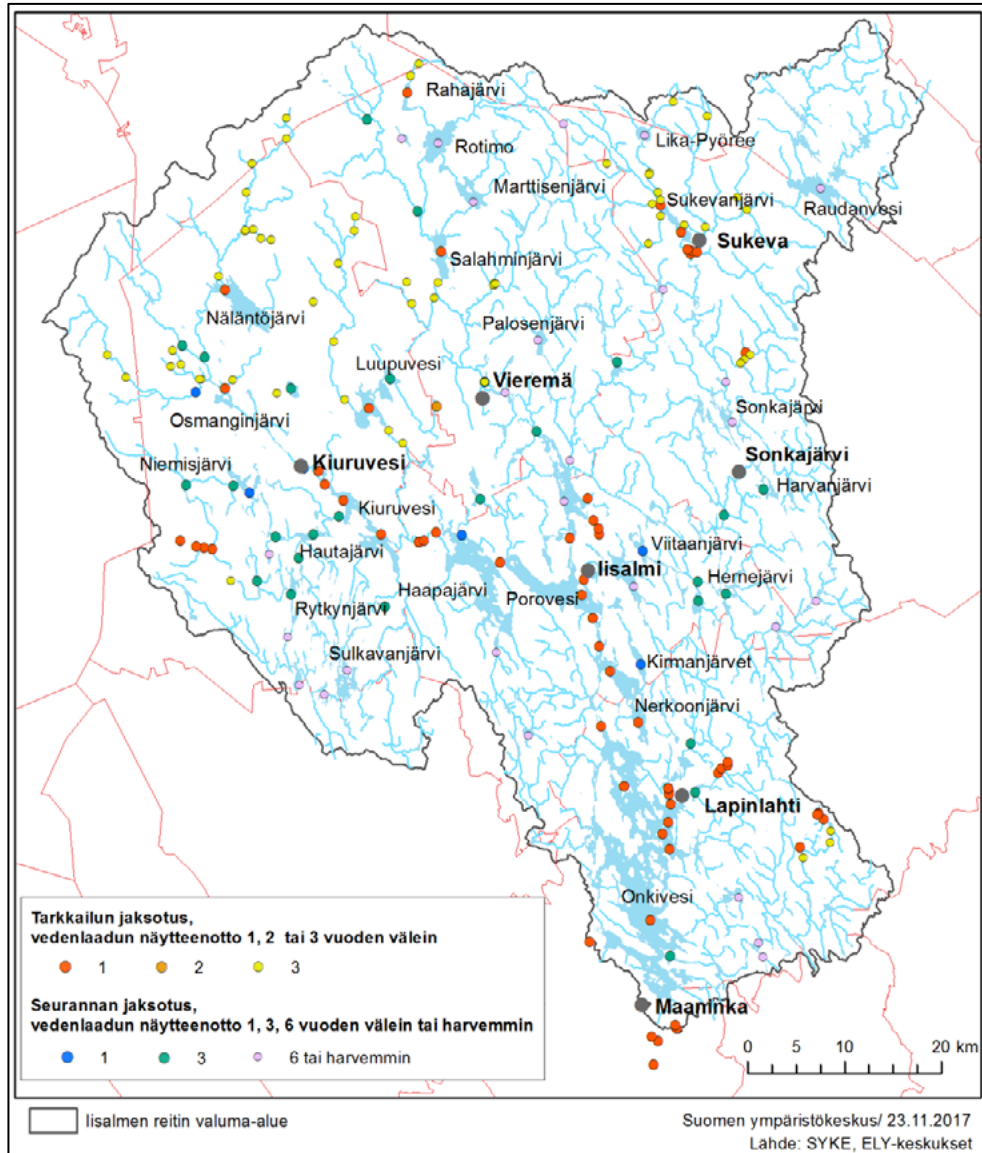 Rahajärvi
Rotimo
Lika-Pyöree
Marttisenjärvi
Sukevanjärvi
Raudanvesi
Sukeva
Salahminjärvi
Näläntöjärvi
Palosenjärvi
Luupuvesi
Vieremä
Osmanginjärvi
Sonkajärvi
Niemisjärvi
Kiuruvesi
Sonkajärvi
Harvanjärvi
Kiuruvesi
Hautajärvi
Viitaanjärvi
Iisalmi
Haapajärvi
Porovesi
Hernejärvi
Rytkynjärvi
Sulkavanjärvi
Kirmanjärvet
Nerkoonjärvi
Lapinlahti
Onkivesi
Maaninka
Tarkkailun jaksotus,
vedenlaadun näytteenotto 1, 2 tai 3 vuoden välein
1 2 3
Seurannan jaksotus,
vedenlaadun näytteenotto 1, 3, 6 vuoden välein tai harvemmin
1 3 6 tai harvemmin
0 5 10 20 km
Iisalmen reitin valuma-alue
Suomen ympäristökeskus/ 23.11.2017
Lähde: SYKE, ELY-keskukset